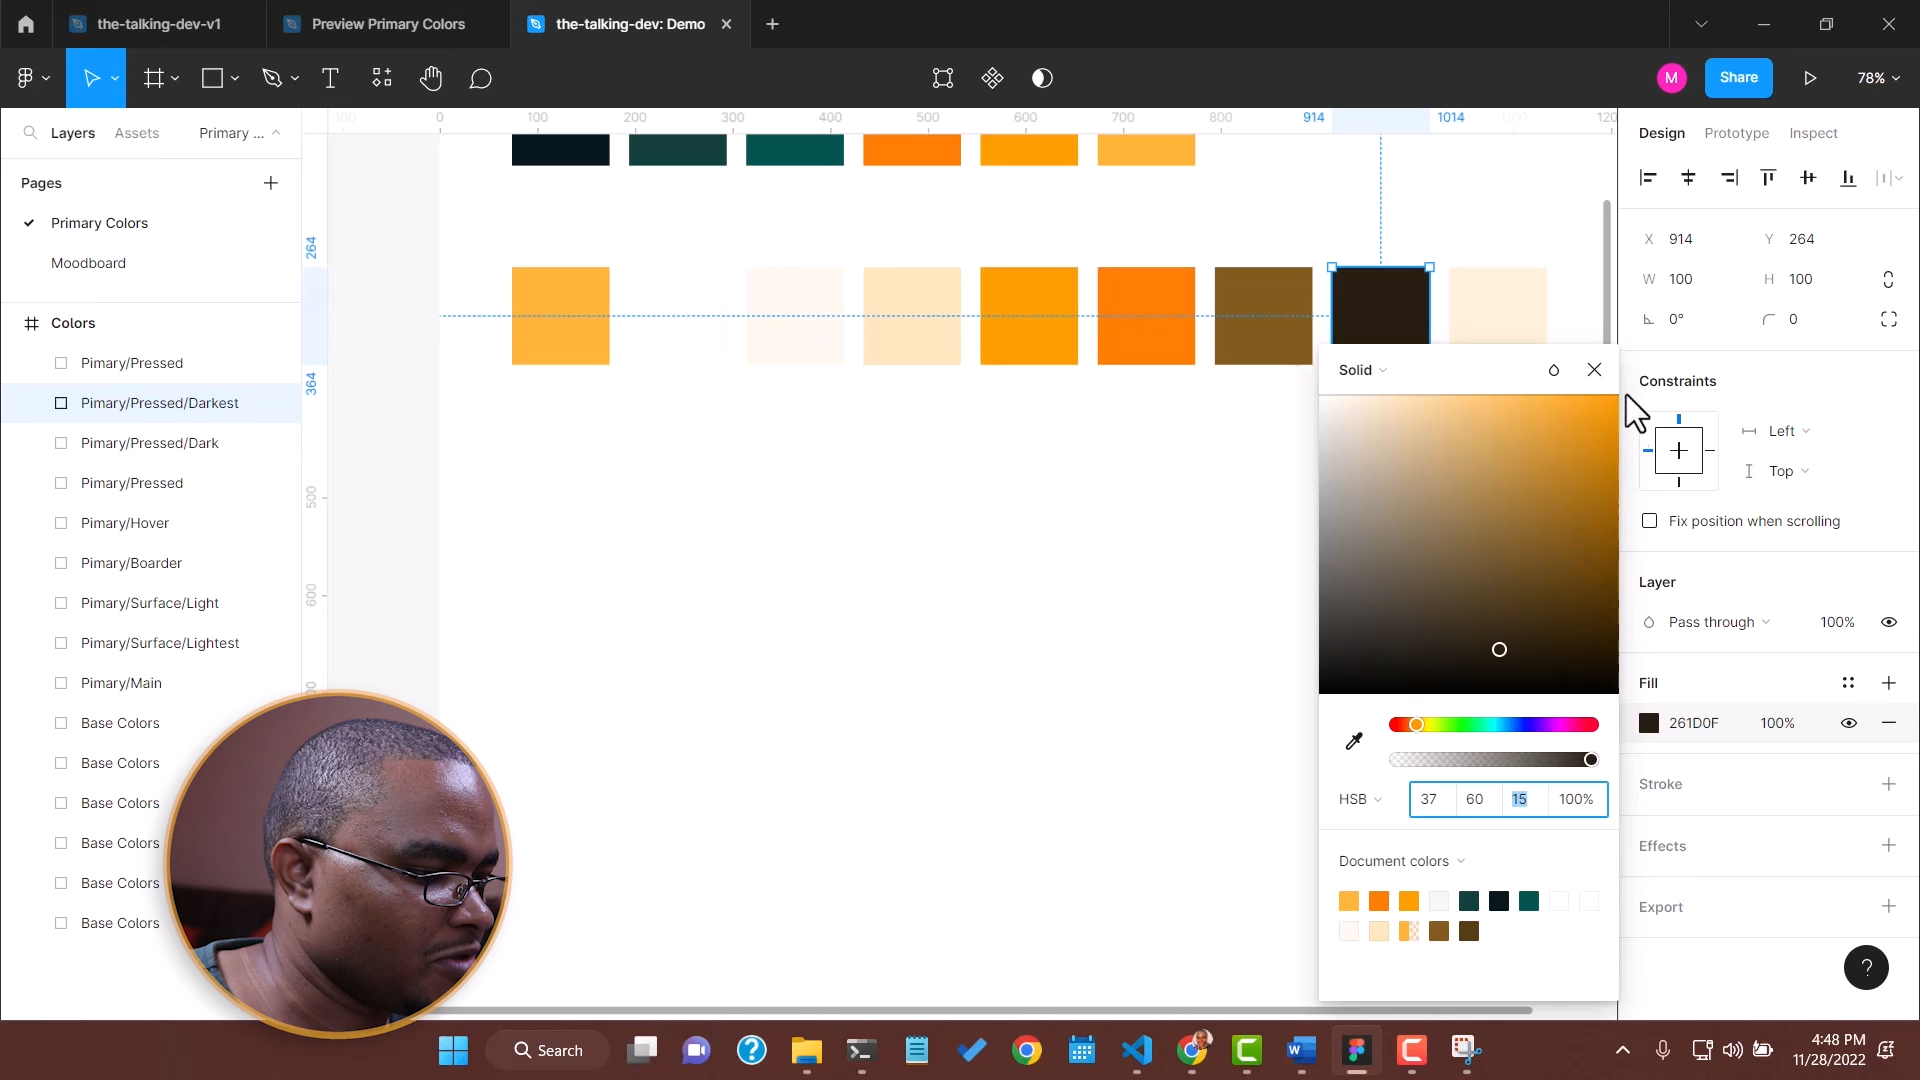 the-talking-dev-v1
Preview Primary Colors
the-talking-dev: Demo
M
Share
78%
Layers
Assets
Primary ...
Pages
Primary Colors
Moodboard
Colors
Pimary/Pressed
Pimary/Pressed/Darkest
Pimary/Pressed/Dark
Pimary/Pressed
Pimary/Hover
Pimary/Boarder
Pimary/Surface/Light
Pimary/Surface/Lightest
Pimary/Main
Base Colors
Base Colors
Base Colors
Base Colors
Base Colors
Base Colors
0 100 200 300 400 500 600 700 800 914 1014
264
364
500
600
Solid
HSB 37 60 15 100%
Document colors
Design Prototype Inspect
X 914 Y 264
W 100 H 100
0° 0
Constraints
Left
Top
Fix position when scrolling
Layer
Pass through 100%
Fill
261D0F 100%
Stroke
Effects
Export
?
Search
4:48 PM
11/28/2022